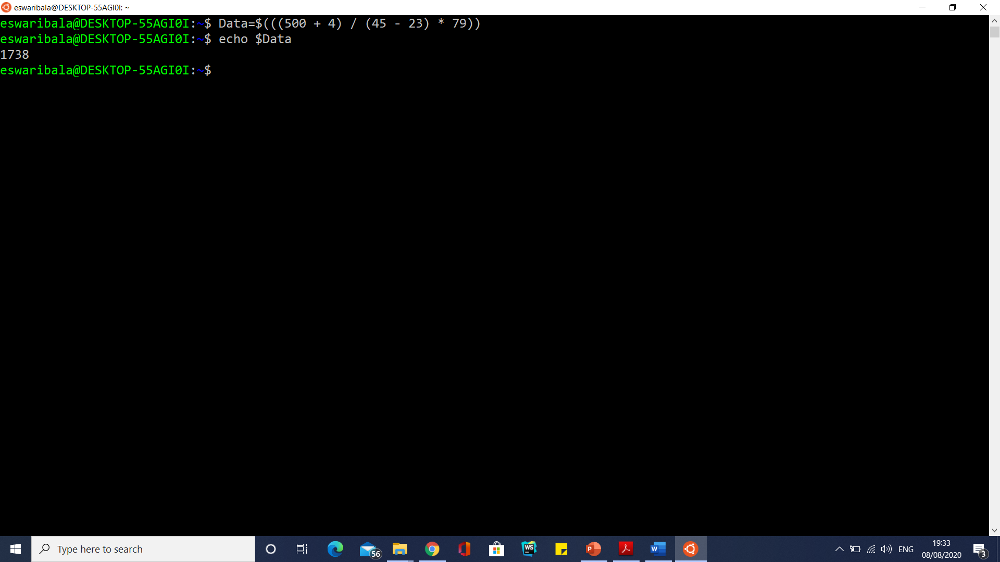 eswaribala@DESKTOP-55AGI0I: ~
eswaribala@DESKTOP-55AGI0I:~$ Data=$(((500 + 4) / (45 - 23) * 79))
eswaribala@DESKTOP-55AGI0I:~$ echo $Data
1738
eswaribala@DESKTOP-55AGI0I:~$
Type here to search
56
WS
P
W
ENG
19:33
08/08/2020
3